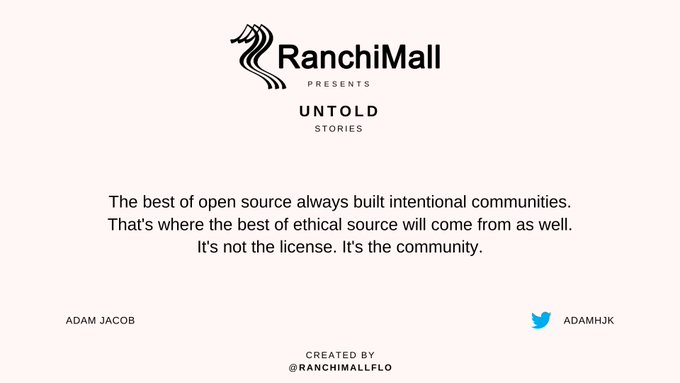 RanchiMall
PRESENTS
UNTOLD
STORIES
The best of open source always built intentional communities.
That's where the best of ethical source will come from as well.
It's not the license. It's the community.
ADAM JACOB
ADAMHJK
CREATED BY
@RANCHIMALLFLO